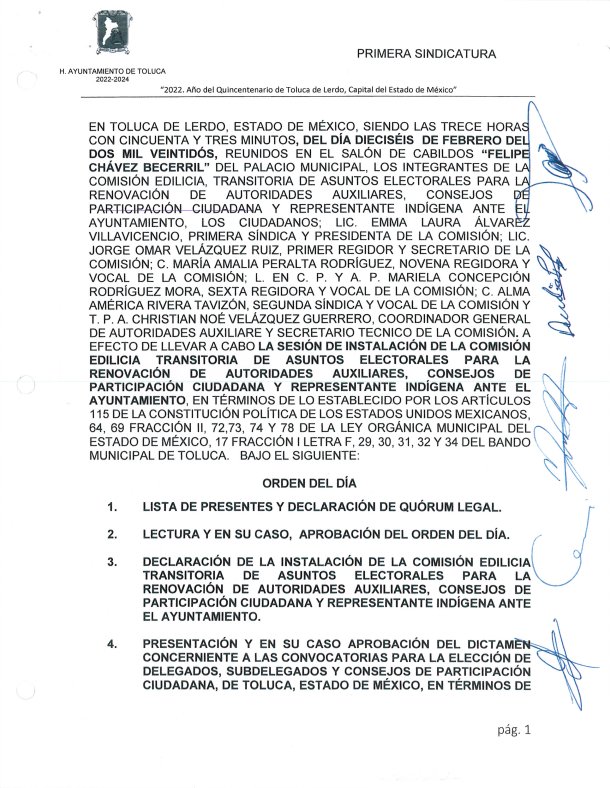 PRIMERA SINDICATURA
H. AYUNTAMIENTO DE TOLUCA
2022-2024
“2022. Año del Quincentenario de Toluca de Lerdo, Capital del Estado de México”
EN TOLUCA DE LERDO, ESTADO DE MÉXICO, SIENDO LAS TRECE HORAS
CON CINCUENTA Y TRES MINUTOS, DEL DÍA DIECISÉIS DE FEBRERO DEL
DOS MIL VEINTIDÓS, REUNIDOS EN EL SALÓN DE CABILDOS “FELIPE
CHÁVEZ BECERRIL” DEL PALACIO MUNICIPAL, LOS INTEGRANTES DE LA
COMISIÓN EDILICIA, TRANSITORIA DE ASUNTOS ELECTORALES PARA LA
RENOVACIÓN DE AUTORIDADES AUXILIARES, CONSEJOS DE
PARTICIPACIÓN CIUDADANA Y REPRESENTANTE INDÍGENA ANTE EL
AYUNTAMIENTO, LOS CIUDADANOS; LIC. EMMA LAURA ÁLVAREZ
VILLAVICENCIO, PRIMERA SÍNDICA Y PRESIDENTA DE LA COMISIÓN; LIC.
JORGE OMAR VELÁZQUEZ RUIZ, PRIMER REGIDOR Y SECRETARIO DE LA
COMISIÓN; C. MARÍA AMALIA PERALTA RODRÍGUEZ, NOVENA REGIDORA Y
VOCAL DE LA COMISIÓN; L. EN C. P. Y A. P. MARIELA CONCEPCIÓN
RODRÍGUEZ MORA, SEXTA REGIDORA Y VOCAL DE LA COMISIÓN; C. ALMA
AMÉRICA RIVERA TAVIZÓN, SEGUNDA SÍNDICA Y VOCAL DE LA COMISIÓN Y
T. P. A. CHRISTIAN NOÉ VELÁZQUEZ GUERRERO, COORDINADOR GENERAL
DE AUTORIDADES AUXILIARE Y SECRETARIO TECNICO DE LA COMISIÓN. A
EFECTO DE LLEVAR A CABO LA SESIÓN DE INSTALACIÓN DE LA COMISIÓN
EDILICIA TRANSITORIA DE ASUNTOS ELECTORALES PARA LA
RENOVACIÓN DE AUTORIDADES AUXILIARES, CONSEJOS DE
PARTICIPACIÓN CIUDADANA Y REPRESENTANTE INDÍGENA ANTE EL
AYUNTAMIENTO, EN TÉRMINOS DE LO ESTABLECIDO POR LOS ARTÍCULOS
115 DE LA CONSTITUCIÓN POLÍTICA DE LOS ESTADOS UNIDOS MEXICANOS,
64, 69 FRACCIÓN II, 72,73, 74 Y 78 DE LA LEY ORGÁNICA MUNICIPAL DEL
ESTADO DE MÉXICO, 17 FRACCIÓN I LETRA F, 29, 30, 31, 32 Y 34 DEL BANDO
MUNICIPAL DE TOLUCA. BAJO EL SIGUIENTE:
ORDEN DEL DÍA
1. LISTA DE PRESENTES Y DECLARACIÓN DE QUÓRUM LEGAL.
2. LECTURA Y EN SU CASO, APROBACIÓN DEL ORDEN DEL DÍA.
3. DECLARACIÓN DE LA INSTALACIÓN DE LA COMISIÓN EDILICIA
TRANSITORIA DE ASUNTOS ELECTORALES PARA LA
RENOVACIÓN DE AUTORIDADES AUXILIARES, CONSEJOS DE
PARTICIPACIÓN CIUDADANA Y REPRESENTANTE INDÍGENA ANTE
EL AYUNTAMIENTO.
4. PRESENTACIÓN Y EN SU CASO APROBACIÓN DEL DICTAMEN
CONCERNIENTE A LAS CONVOCATORIAS PARA LA ELECCIÓN DE
DELEGADOS, SUBDELEGADOS Y CONSEJOS DE PARTICIPACIÓN
CIUDADANA, DE TOLUCA, ESTADO DE MÉXICO, EN TÉRMINOS DE
pág. 1